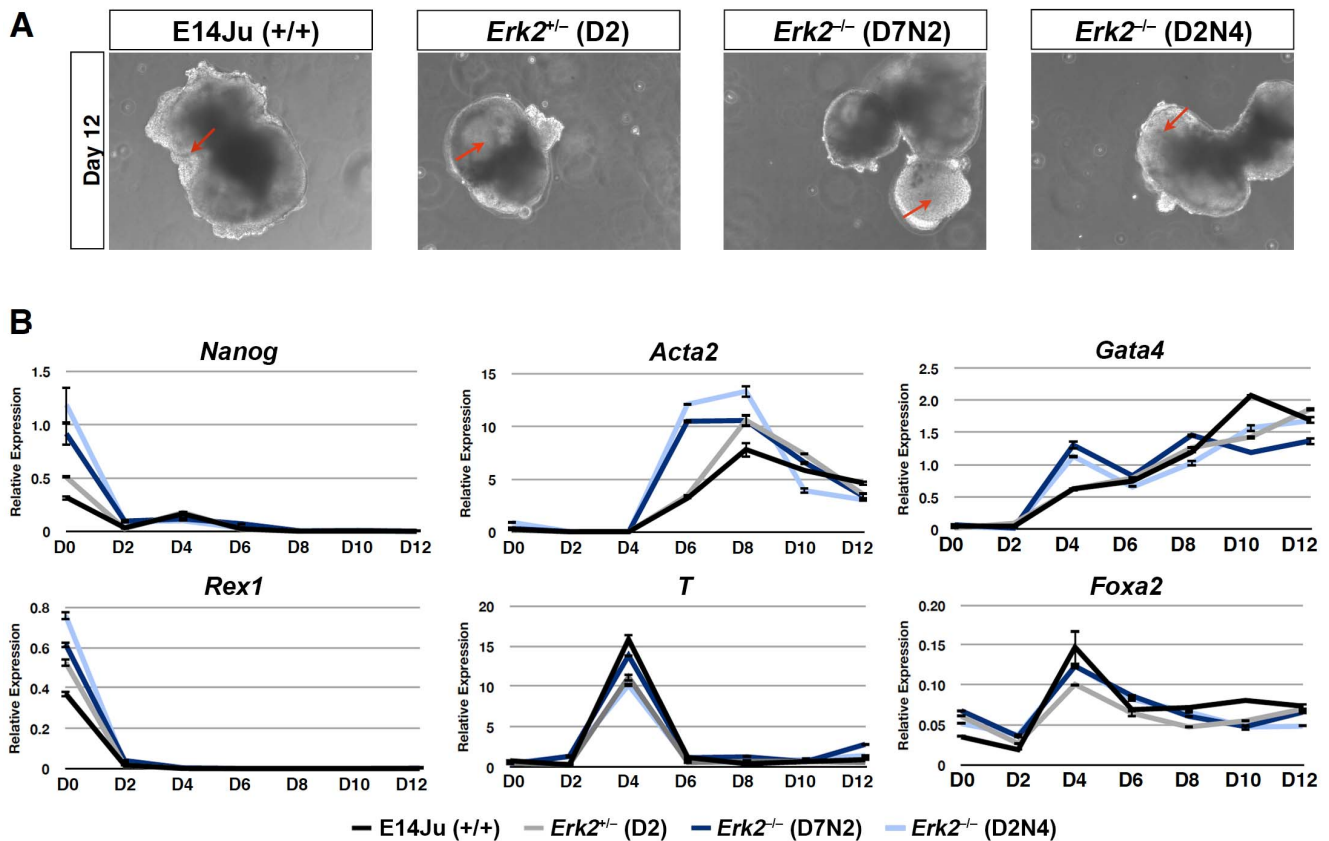 A
E14Ju (+/+)
Erk2+/– (D2)
Erk2–/– (D7N2)
Erk2–/– (D2N4)
Day 12
B
Nanog
Relative Expression
1.5
1.0
0.5
0
D0 D2 D4 D6 D8 D10 D12
Acta2
Relative Expression
15
10
5
0
D0 D2 D4 D6 D8 D10 D12
Gata4
Relative Expression
2.5
2.0
1.5
1.0
0.5
0
D0 D2 D4 D6 D8 D10 D12
Rex1
Relative Expression
0.8
0.6
0.4
0.2
0
D0 D2 D4 D6 D8 D10 D12
T
Relative Expression
20
15
10
5
0
D0 D2 D4 D6 D8 D10 D12
Foxa2
Relative Expression
0.20
0.15
0.10
0.05
0
D0 D2 D4 D6 D8 D10 D12
E14Ju (+/+) Erk2+/– (D2) Erk2–/– (D7N2) Erk2–/– (D2N4)